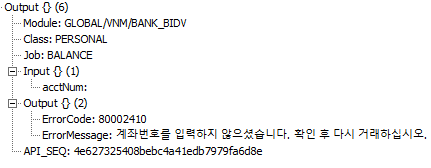 Output {} (6)
Module: GLOBAL/VNM/BANK_BIDV
Class: PERSONAL
Job: BALANCE
Input {} (1)
acctNum:
Output {} (2)
ErrorCode: 80002410
ErrorMessage: 계좌번호를 입력하지 않으셨습니다. 확인 후 다시 거래하십시오.
API_SEQ: 4e627325408bebc4a41edb7979fa6d8e